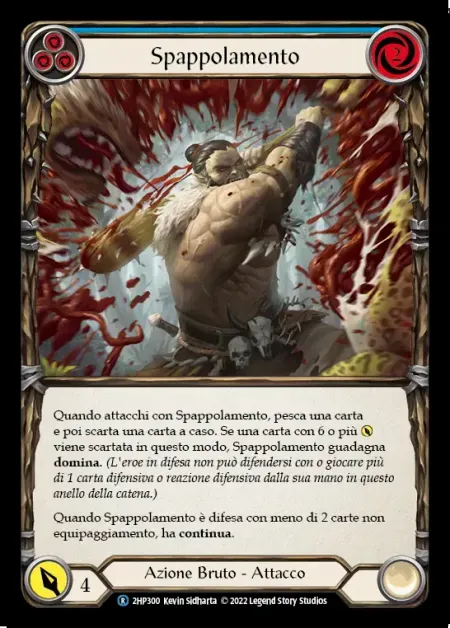 2
Spappolamento
Quando attacchi con Spappolamento, pesca una carta
e poi scarta una carta a caso. Se una carta con 6 o più
viene scartata in questo modo, Spappolamento guadagna
domina. (L'eroe in difesa non può difendersi con o giocare più
di 1 carta difensiva o reazione difensiva dalla sua mano in questo
anello della catena.)
Quando Spappolamento è difesa con meno di 2 carte non
equipaggiamento, ha continua.
4
Azione Bruto - Attacco
R 2HP300 Kevin Sidharta © 2022 Legend Story Studios